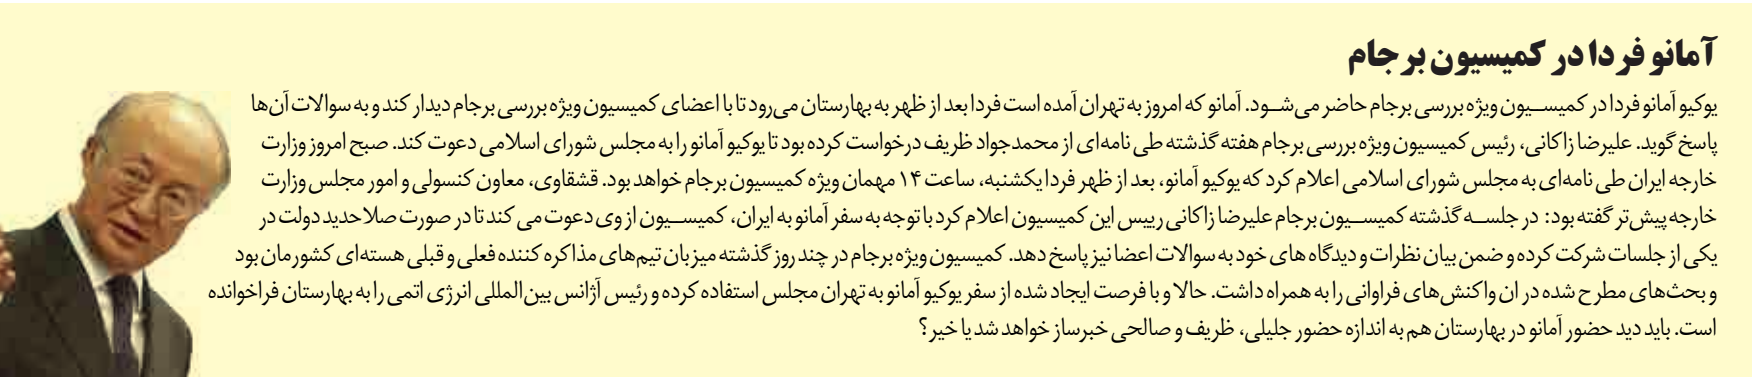 آمانو فردا در کمیسیون برجام
یوکیو آمانو فردا در کمیسیون ویژه بررسی برجام حاضر می‌شود. آمانو که امروز به تهران آمده است فردا بعد از ظهر به بهارستان می‌رود تا با اعضای کمیسیون ویژه بررسی برجام دیدار کند و به سوالات آن‌ها
پاسخ گوید. علیرضا زاکانی، رئیس کمیسیون ویژه بررسی برجام هفته گذشته طی نامه‌ای از محمدجواد ظریف درخواست کرده بود تا یوکیو آمانو را به مجلس شورای اسلامی دعوت کند. صبح امروز وزارت
خارجه ایران طی نامه‌ای به مجلس شورای اسلامی اعلام کرد که یوکیو آمانو، بعد از ظهر فردا یکشنبه، ساعت ۱۴ مهمان ویژه کمیسیون برجام خواهد بود. قشقاوی، معاون کنسولی و امور مجلس وزارت
خارجه پیش‌تر گفته بود: در جلسه گذشته کمیسیون برجام علیرضا زاکانی رییس این کمیسیون اعلام کرد با توجه به سفر آمانو به ایران، کمیسیون از وی دعوت می کند تا در صورت صلاحدید دولت در
یکی از جلسات شرکت کرده و ضمن بیان نظرات و دیدگاه های خود به سوالات اعضا نیز پاسخ دهد. کمیسیون ویژه برجام در چند روز گذشته میزبان تیم‌های مذاکره کننده فعلی و قبلی هسته‌ای کشورمان بود
و بحث‌های مطرح شده در ان واکنش‌های فراوانی را به همراه داشت. حالا و با فرصت ایجاد شده از سفر یوکیو آمانو به تهران مجلس استفاده کرده و رئیس آژانس بین‌المللی انرژی اتمی را به بهارستان فراخوانده
است. باید دید حضور آمانو در بهارستان هم به اندازه حضور جلیلی، ظریف و صالحی خبرساز خواهد شد یا خیر؟